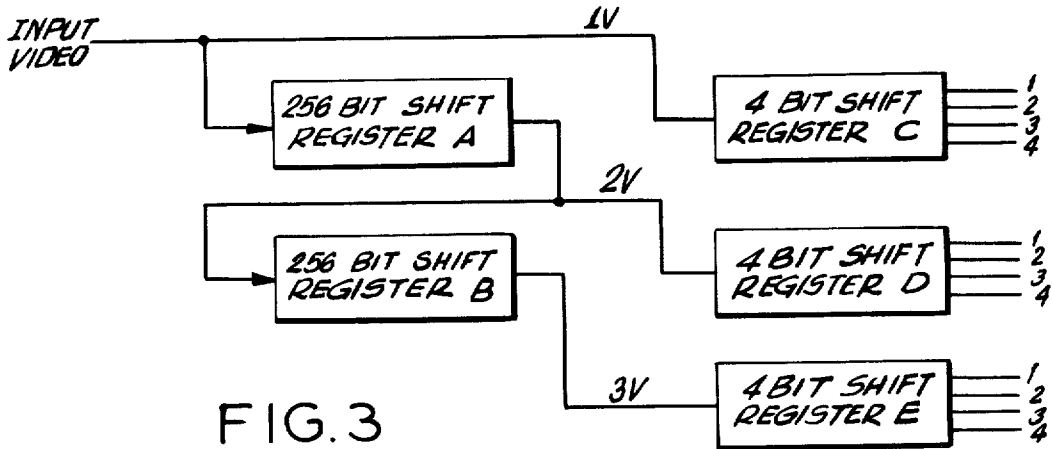 INPUT
VIDEO
1V
256 BIT SHIFT
REGISTER A
4 BIT SHIFT
REGISTER C
1
2
3
4
2V
256 BIT SHIFT
REGISTER B
4 BIT SHIFT
REGISTER D
1
2
3
4
3V
4 BIT SHIFT
REGISTER E
1
2
3
4
FIG.3